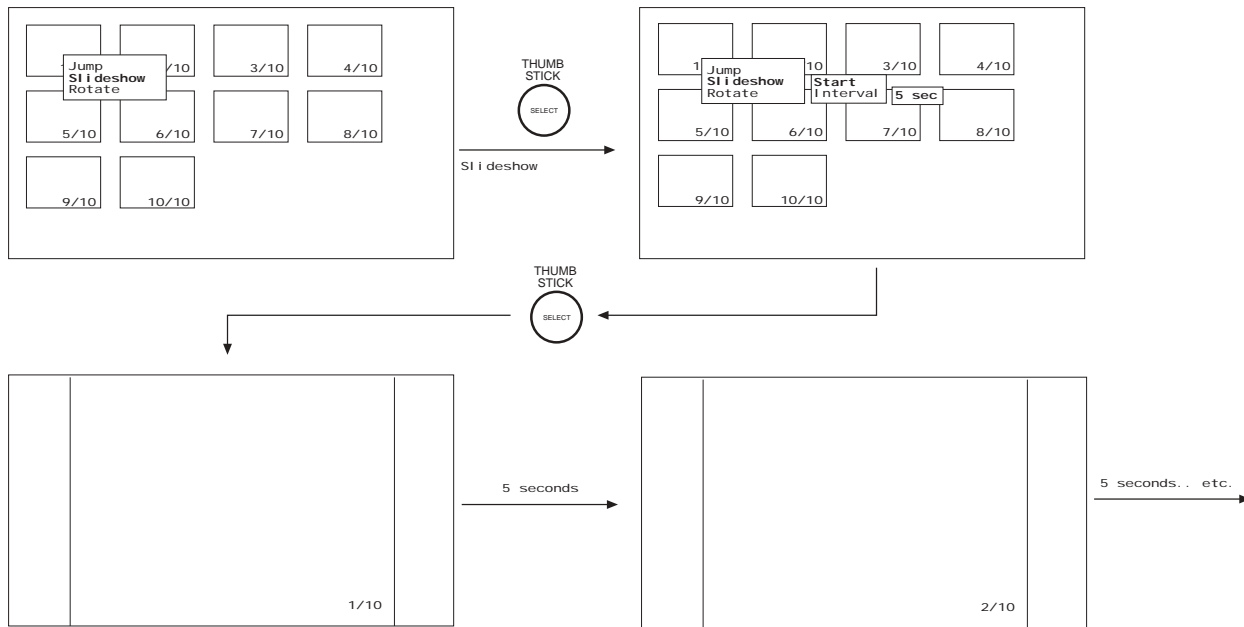 1
/10
3/10
4/10
Jump
Slideshow
Rotate
5/10
6/10
7/10
8/10
9/10
10/10
THUMB
STICK
SELECT
Slideshow
1
10
3/10
4/10
Jump
Slideshow
Rotate
Start
Interval
5 sec
5/10
6/10
7/10
8/10
9/10
10/10
THUMB
STICK
SELECT
1/10
5 seconds
2/10
5 seconds.. etc.